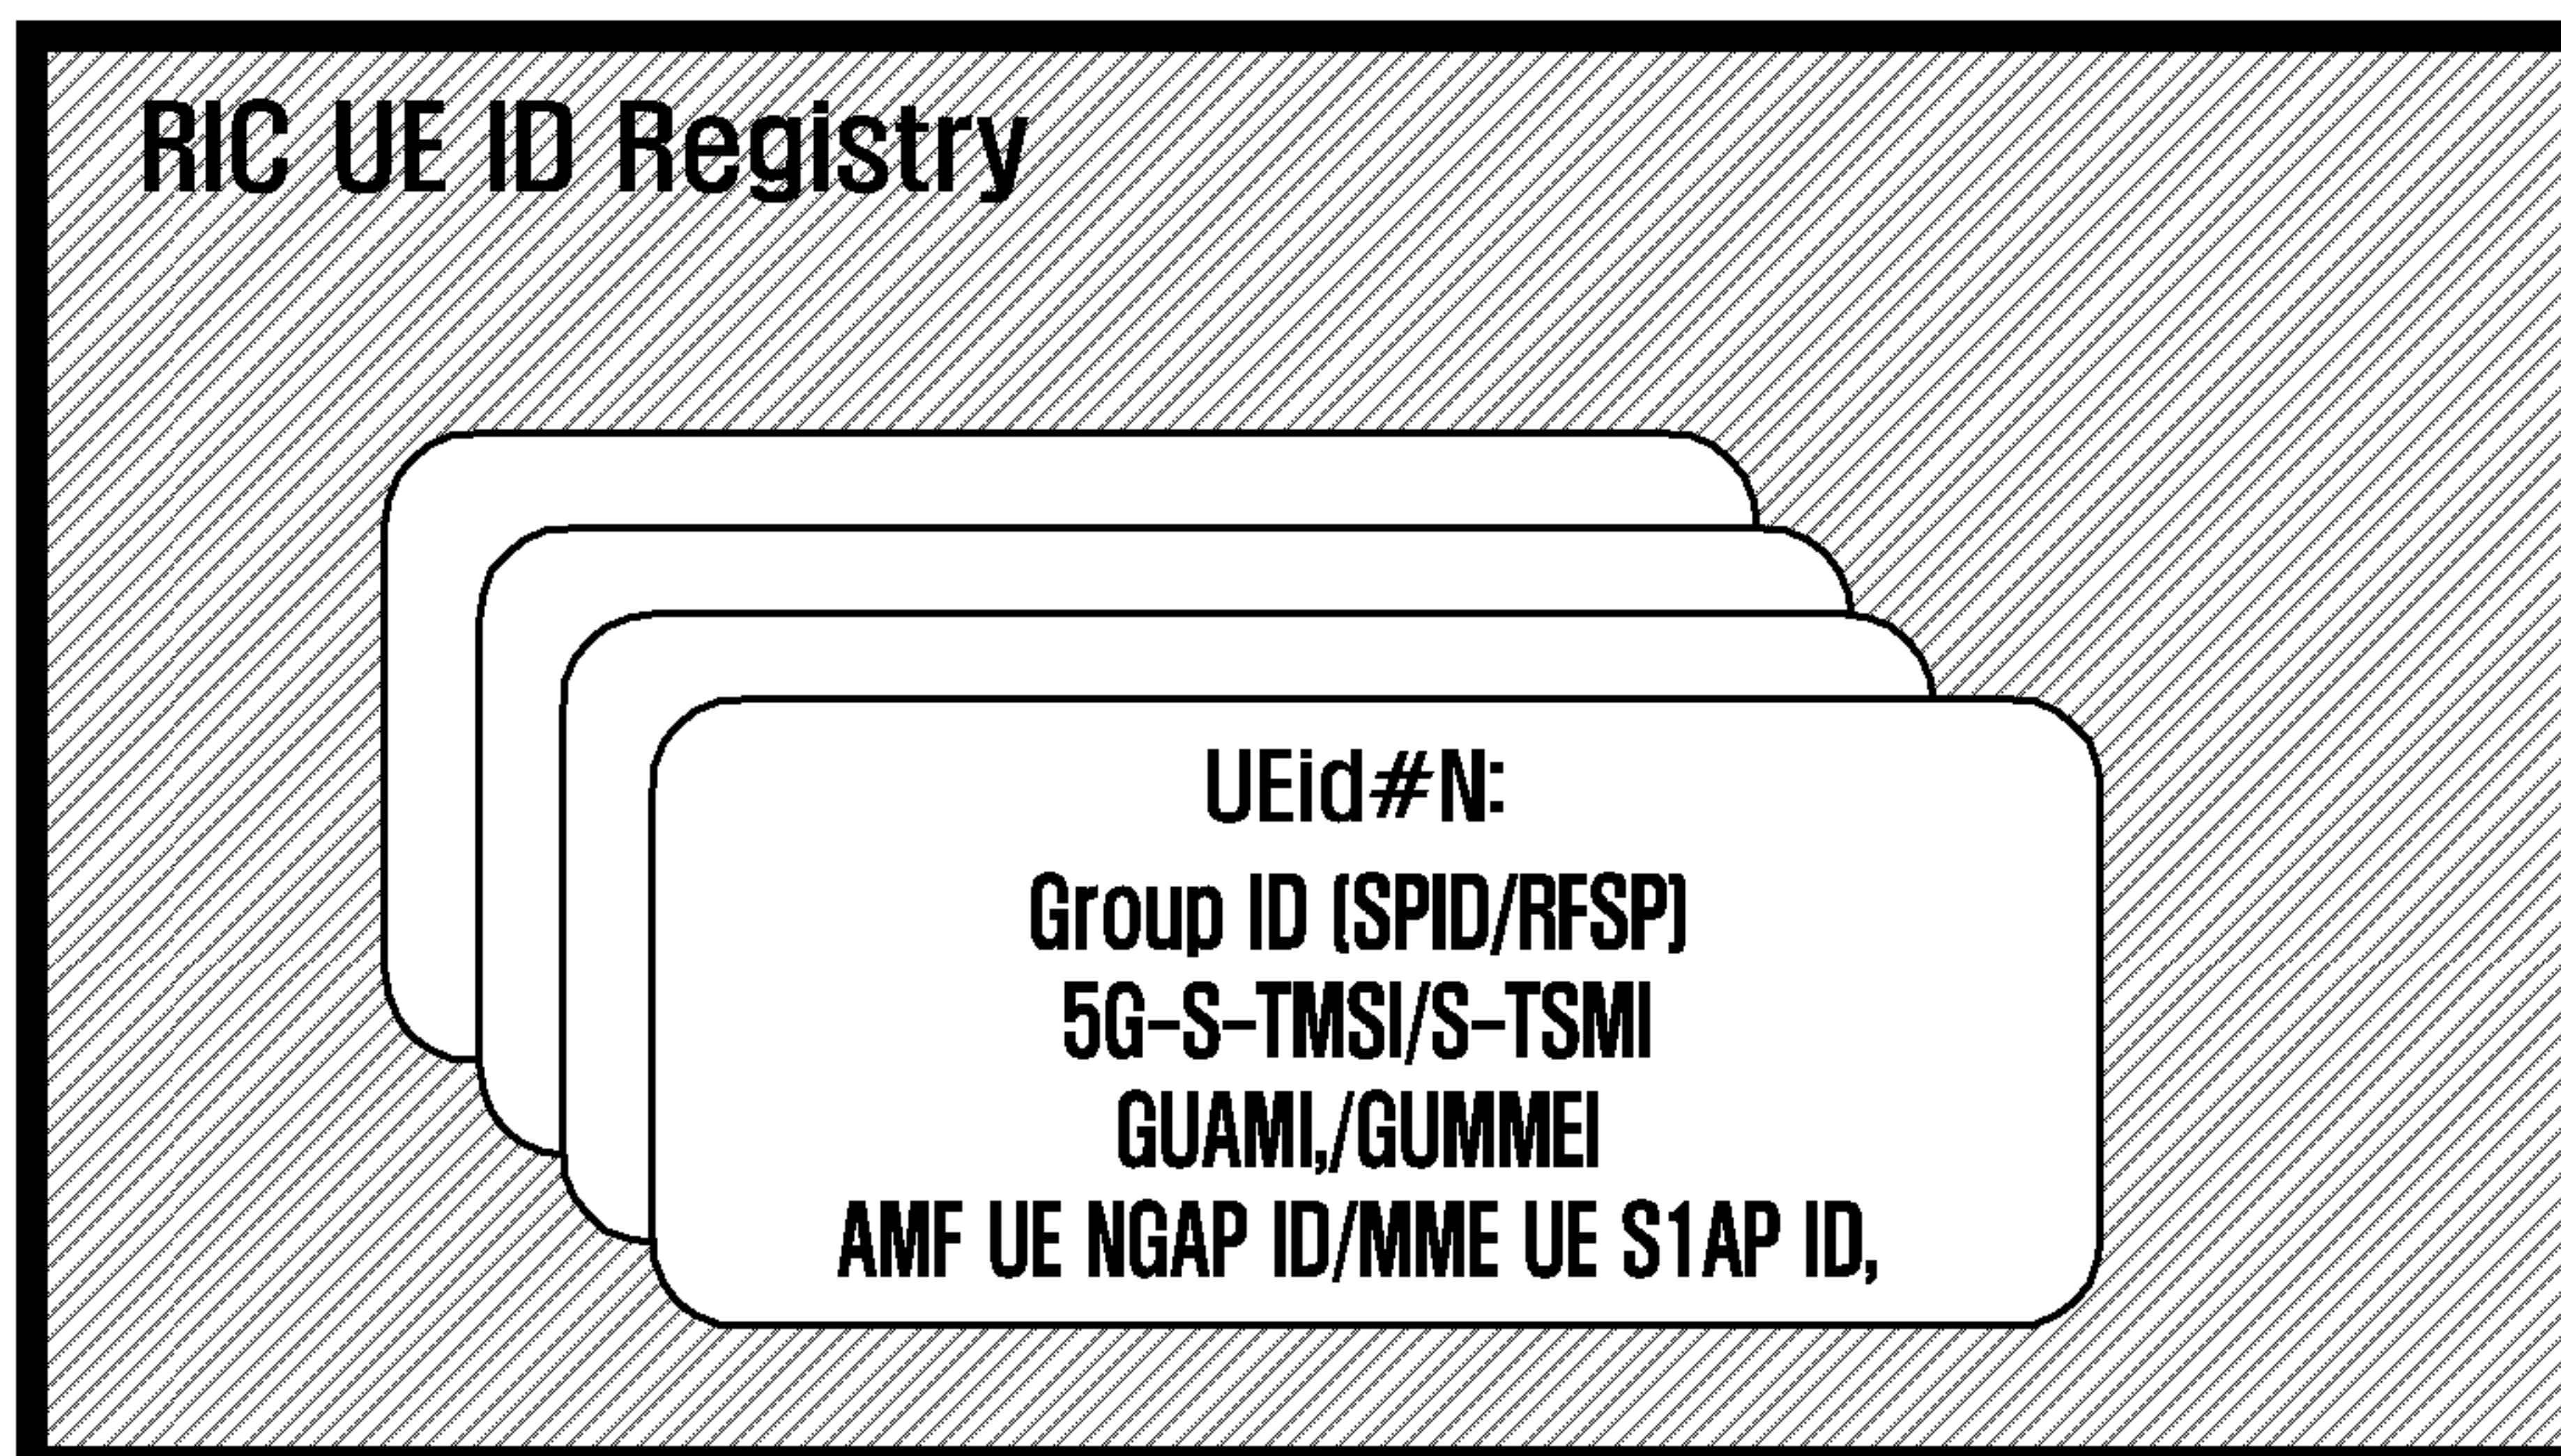 RIC UE ID Registry
UEid#N:
Group ID (SPID/RFSP)
5G-S-TMSI/S-TSMI
GUAMI,/GUMMEI
AMF UE NGAP ID/MME UE S1AP ID,